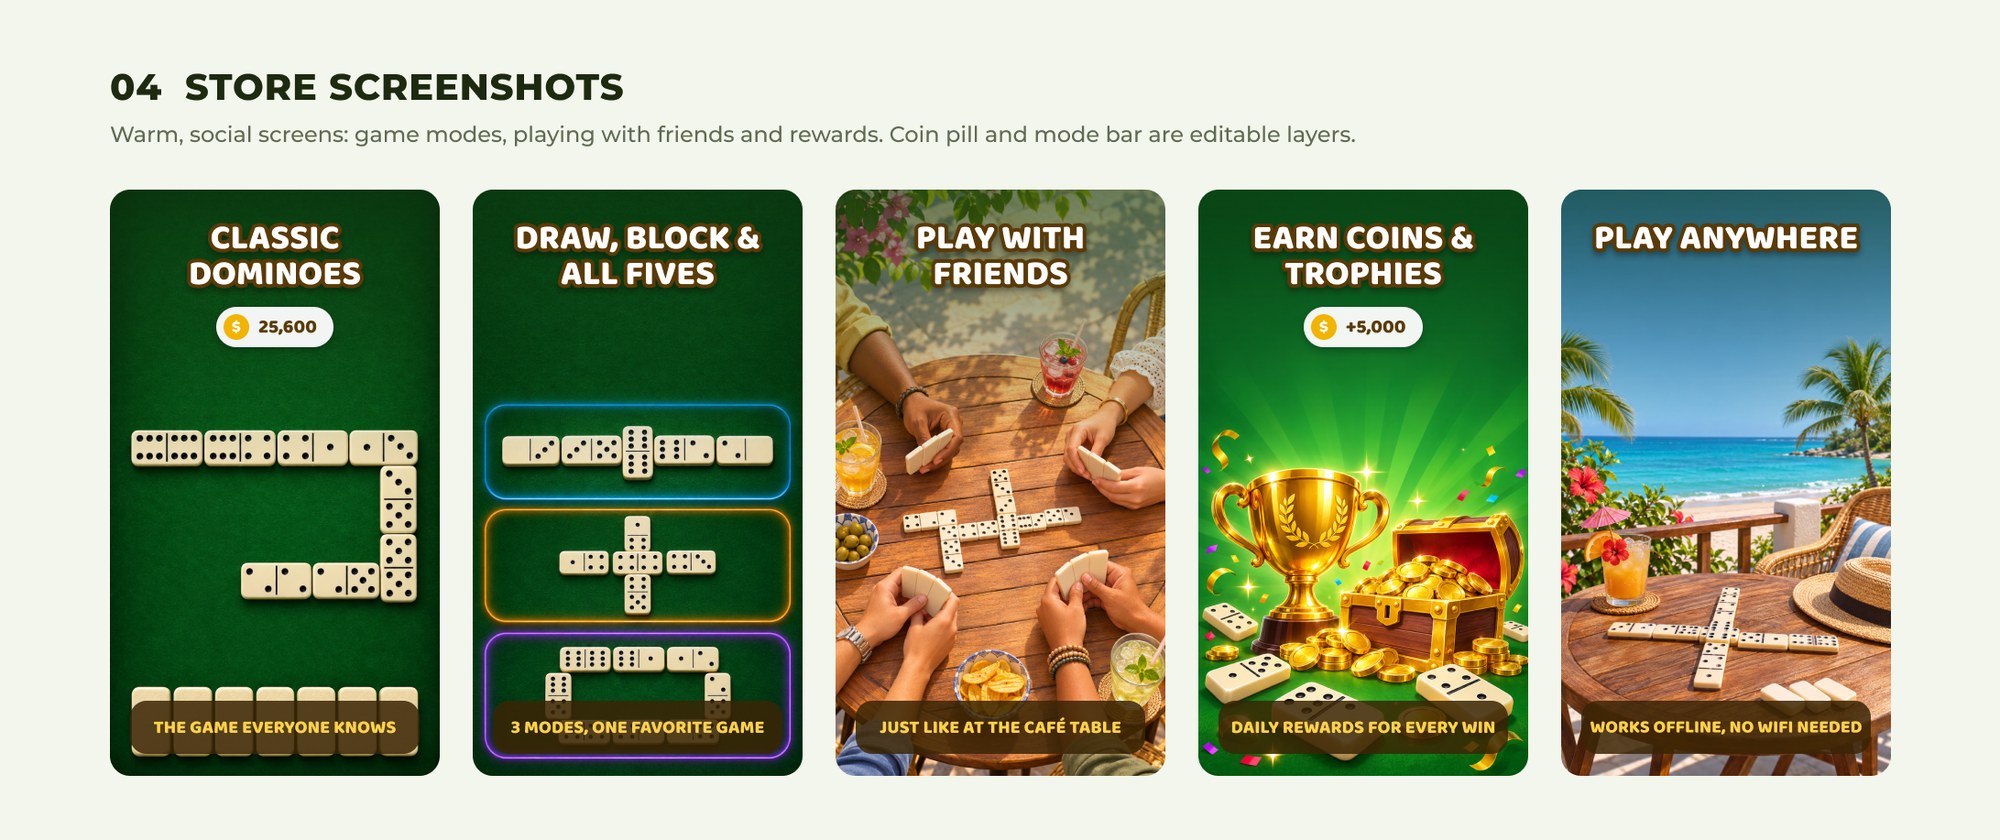 04 STORE SCREENSHOTS
Warm, social screens: game modes, playing with friends and rewards. Coin pill and mode bar are editable layers.
CLASSIC
DOMINOES
$ 25,600
THE GAME EVERYONE KNOWS
DRAW, BLOCK &
ALL FIVES
3 MODES, ONE FAVORITE GAME
PLAY WITH
FRIENDS
JUST LIKE AT THE CAFÉ TABLE
EARN COINS &
TROPHIES
$ +5,000
DAILY REWARDS FOR EVERY WIN
PLAY ANYWHERE
WORKS OFFLINE, NO WIFI NEEDED